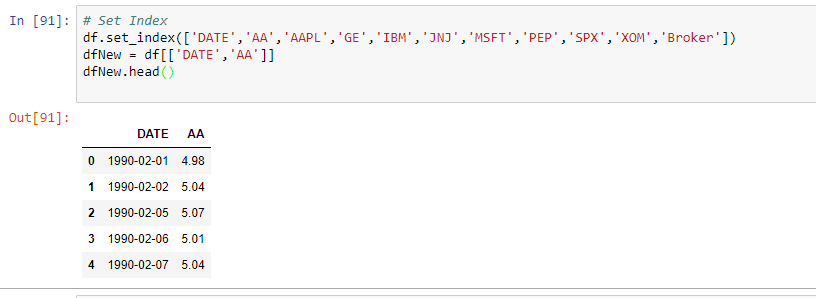 In [91]: # Set Index
df.set_index(['DATE','AA','AAPL','GE','IBM','JNJ','MSFT','PEP','SPX','XOM','Broker'])
dfNew = df[['DATE','AA']]
dfNew.head()
Out[91]:
DATE AA
0 1990-02-01 4.98
1 1990-02-02 5.04
2 1990-02-05 5.07
3 1990-02-06 5.01
4 1990-02-07 5.04